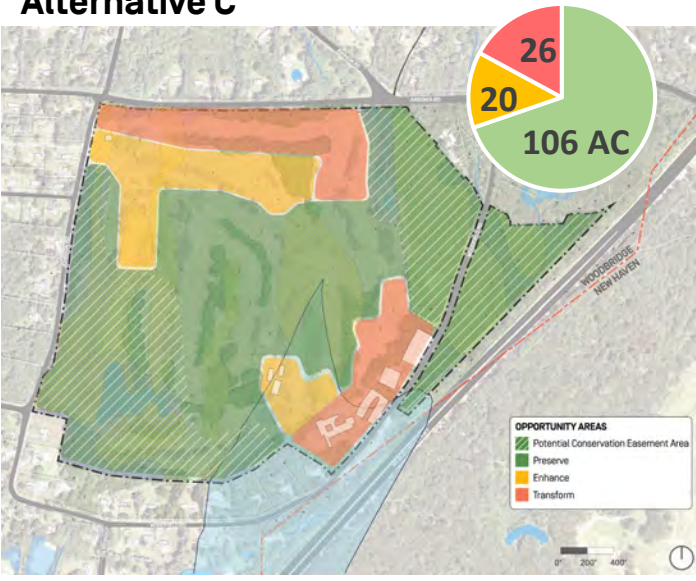 Alternative C
26
20
106 AC
WOODBRIDGE
NEW HAVEN
OPPORTUNITY AREAS
Potential Conservation Easement Area
Preserve
Enhance
Transform
0' 200' 400'